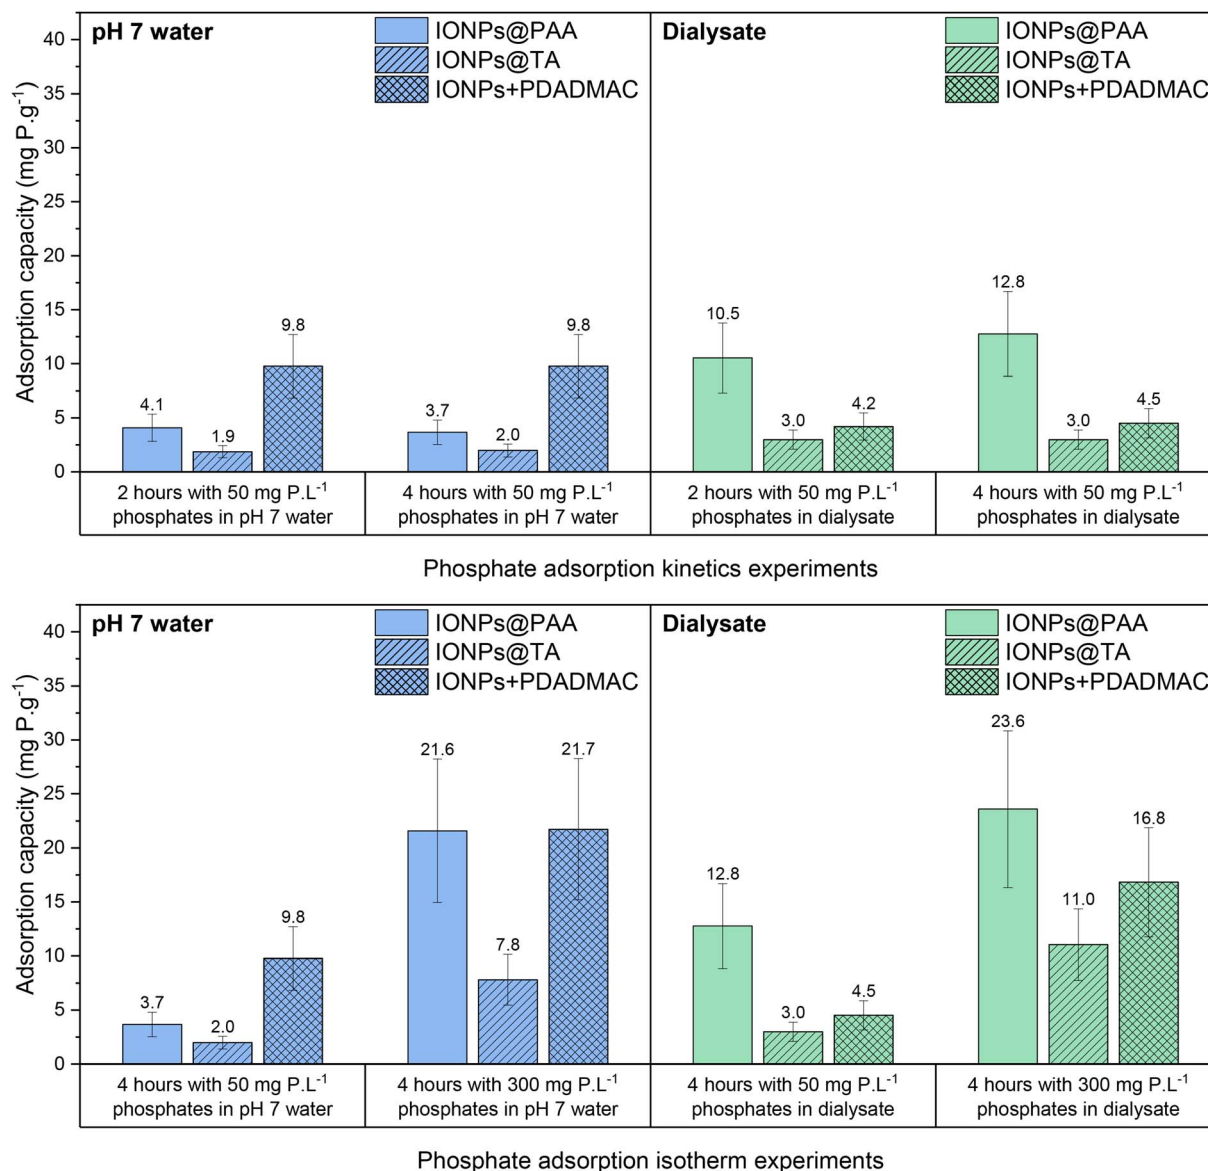 pH 7 water
IONPs@PAA
IONPs@TA
IONPs+PDADMAC
Dialysate
IONPs@PAA
IONPs@TA
IONPs+PDADMAC
Adsorption capacity (mg P.g⁻¹)
40
35
30
25
20
15
10
5
0
4.1
1.9
9.8
3.7
2.0
9.8
10.5
3.0
4.2
12.8
3.0
4.5
2 hours with 50 mg P.L⁻¹
phosphates in pH 7 water
4 hours with 50 mg P.L⁻¹
phosphates in pH 7 water
2 hours with 50 mg P.L⁻¹
phosphates in dialysate
4 hours with 50 mg P.L⁻¹
phosphates in dialysate
Phosphate adsorption kinetics experiments
pH 7 water
IONPs@PAA
IONPs@TA
IONPs+PDADMAC
Dialysate
IONPs@PAA
IONPs@TA
IONPs+PDADMAC
Adsorption capacity (mg P.g⁻¹)
40
35
30
25
20
15
10
5
0
3.7
2.0
9.8
21.6
7.8
21.7
12.8
3.0
4.5
23.6
11.0
16.8
4 hours with 50 mg P.L⁻¹
phosphates in pH 7 water
4 hours with 300 mg P.L⁻¹
phosphates in pH 7 water
4 hours with 50 mg P.L⁻¹
phosphates in dialysate
4 hours with 300 mg P.L⁻¹
phosphates in dialysate
Phosphate adsorption isotherm experiments